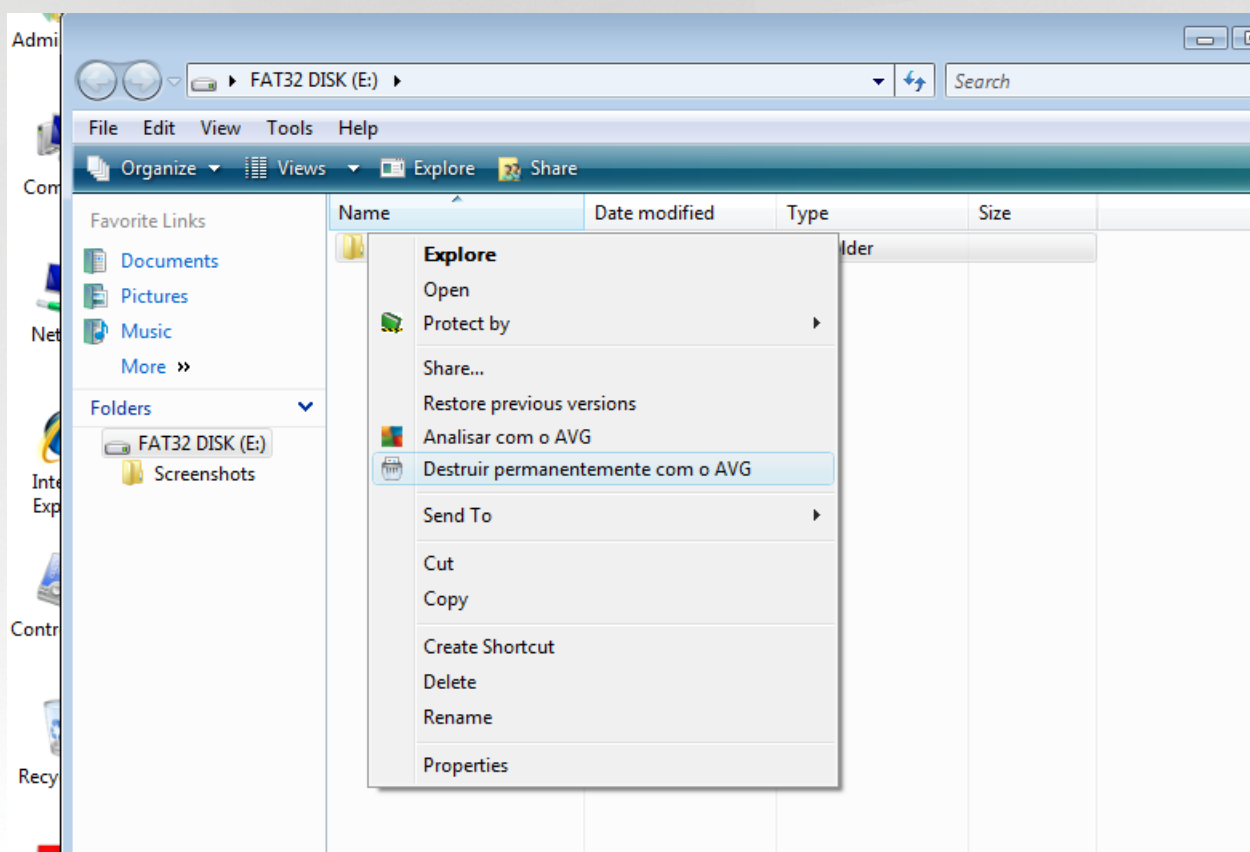 Admi
FAT32 DISK (E:)
Search
File Edit View Tools Help
Organize Views Explore Share
Com
Favorite Links
Name Date modified Type Size
lder
Documents
Pictures
Music
More »
Net
Folders
FAT32 DISK (E:)
Screenshots
Inte
Exp
Contr
Recy
Explore
Open
Protect by
Share...
Restore previous versions
Analisar com o AVG
Destruir permanentemente com o AVG
Send To
Cut
Copy
Create Shortcut
Delete
Rename
Properties